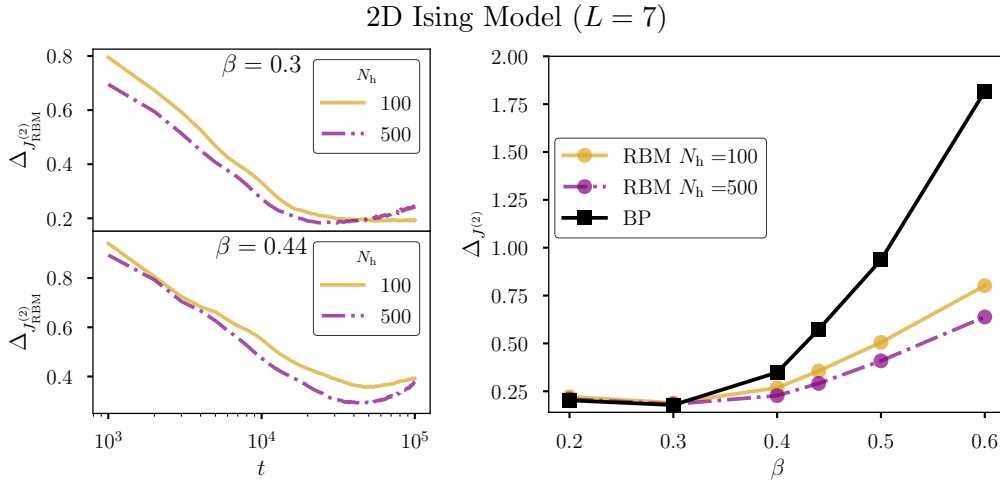 2D Ising Model (L = 7)
Δ_{J^{(2)}_{RBM}}
0.8
0.6
0.4
0.2
β = 0.3
N_h
100
500
Δ_{J^{(2)}_{RBM}}
0.8
0.6
0.4
β = 0.44
N_h
100
500
10^3
10^4
10^5
t
Δ_{J^{(2)}}
2.00
1.75
1.50
1.25
1.00
0.75
0.50
0.25
RBM N_h =100
RBM N_h =500
BP
0.2
0.3
0.4
0.5
0.6
β